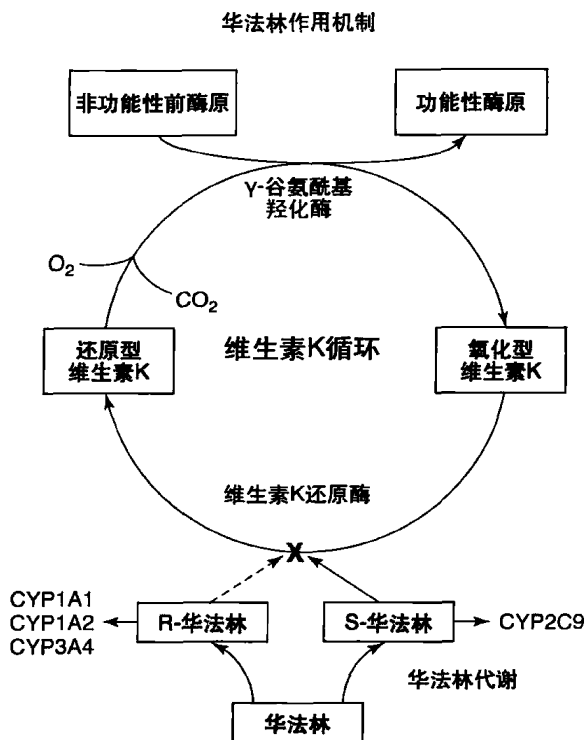 华法林作用机制
非功能性前酶原
功能性酶原
γ-谷氨酰基
羟化酶
O₂
CO₂
还原型
维生素K
维生素K循环
氧化型
维生素K
维生素K还原酶
X
CYP1A1
CYP1A2
CYP3A4
R-华法林
S-华法林
CYP2C9
华法林代谢
华法林